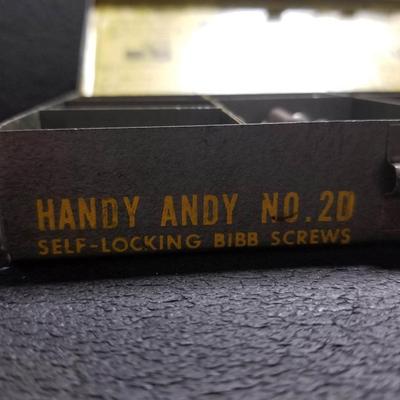 HANDY ANDY NO. 2D
SELF-LOCKING BIBB SCREWS